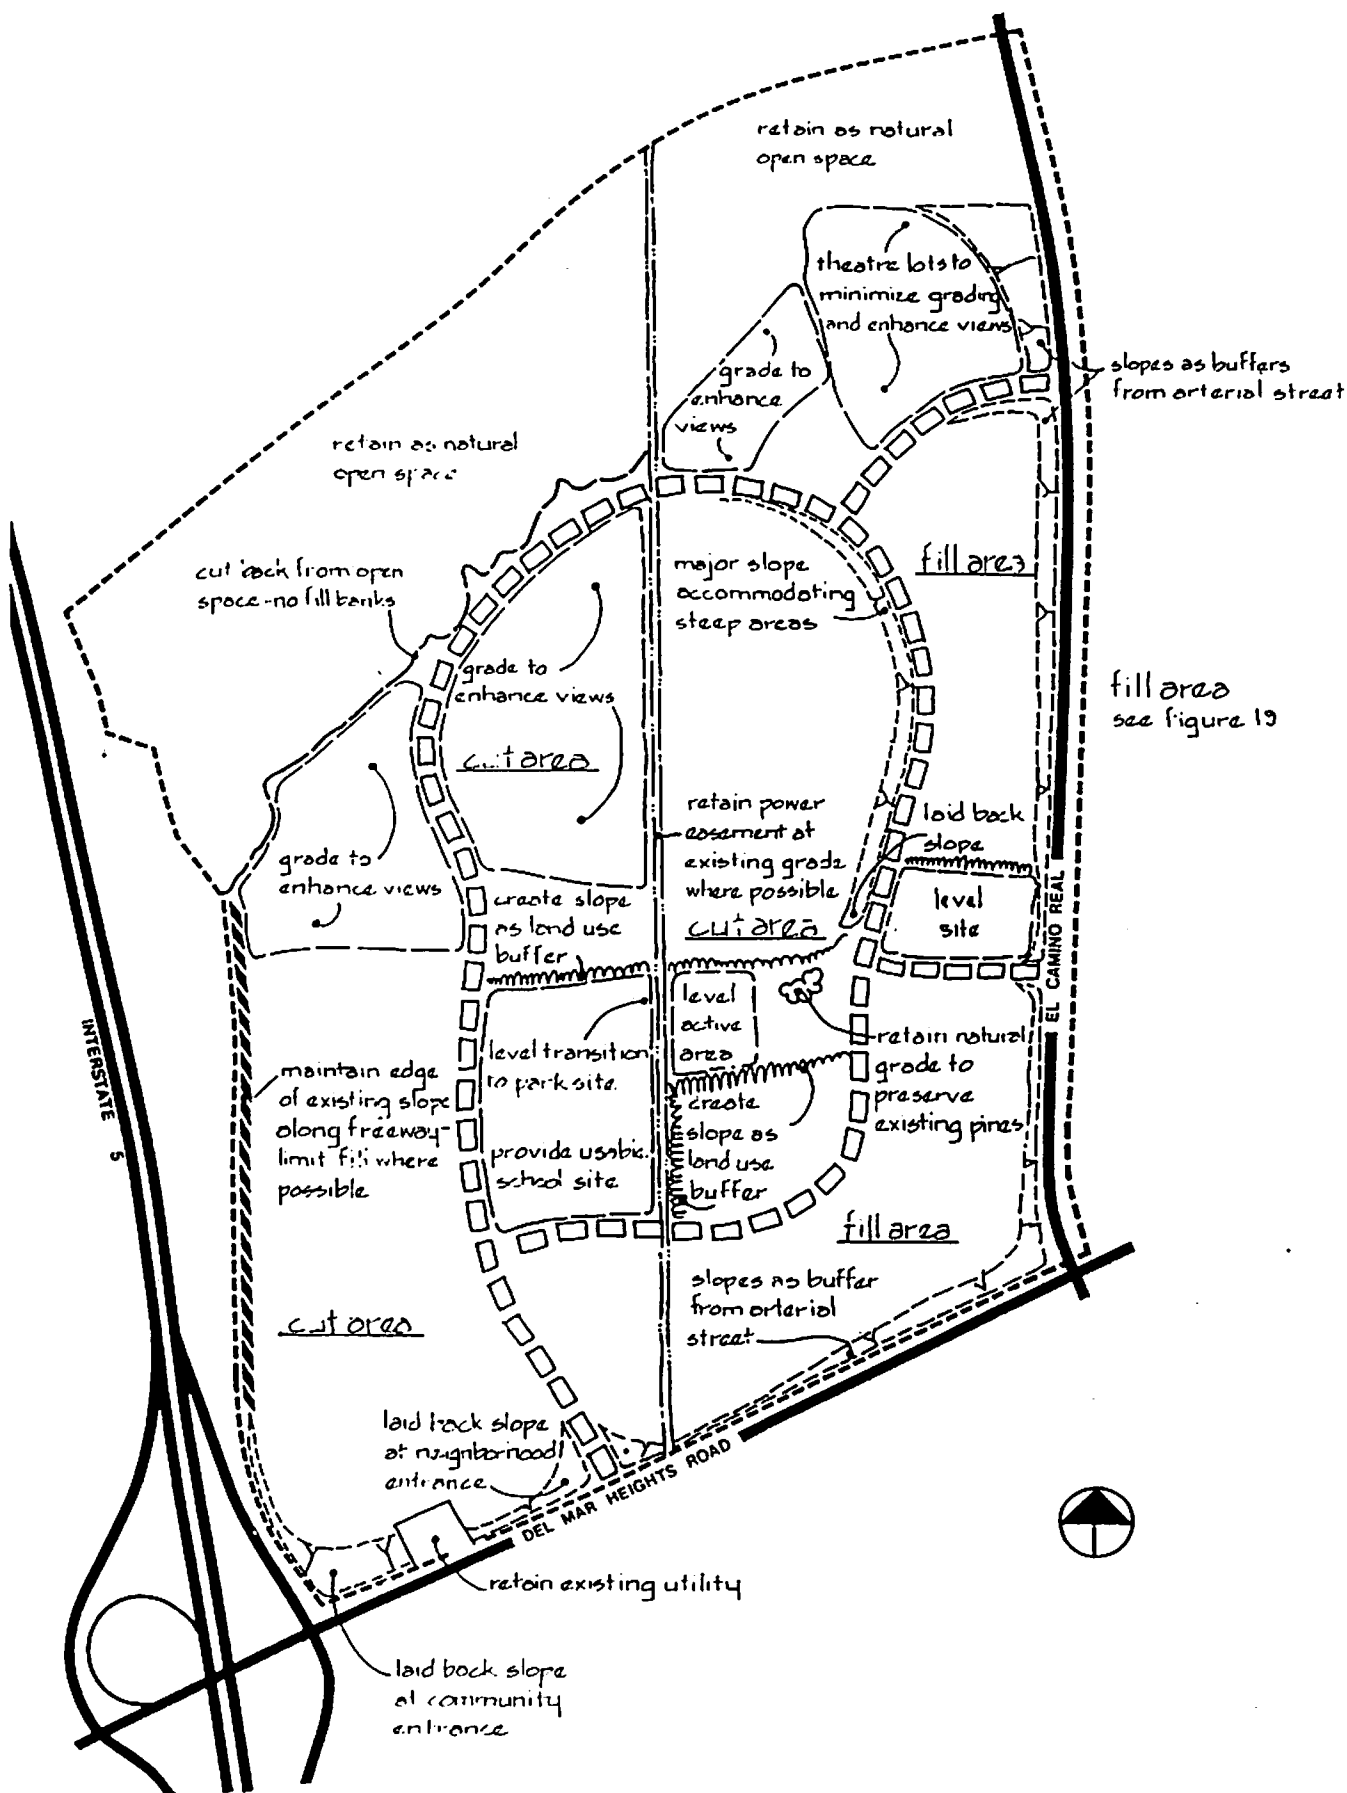 retain as natural
open space
theatre lots to
minimize grading
and enhance views
slopes as buffers
from arterial street
grade to
enhance
views
retain as natural
open space
cut back from open
space - no fill banks
major slope
accommodating
steep areas
fill area
grade to
enhance views
fill area
see figure 19
cut area
retain power
easement at
existing grade
where possible
laid back
slope
grade to
enhance views
create slope
as land use
buffer
cut area
level
site
EL CAMINO REAL
level
active
area
INTERSTATE 5
level transition
to park site
retain natural
grade to
preserve
existing pines
maintain edge
of existing slope
along freeway-
limit fill where
possible
create
slope as
land use
buffer
provide usable
school site
fill area
slopes as buffer
from arterial
street
cut area
laid back slope
at neighborhood
entrance
DEL MAR HEIGHTS ROAD
retain existing utility
laid back slope
at community
entrance